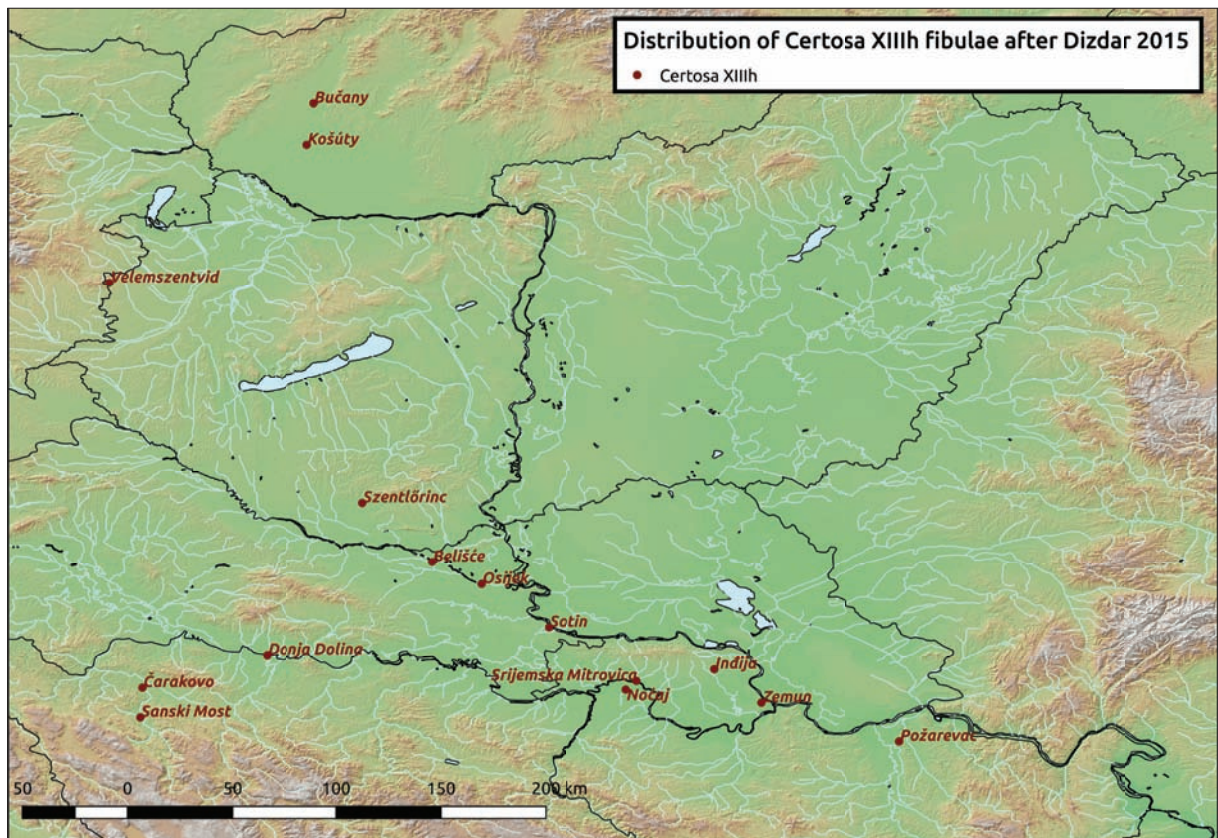 Distribution of Certosa XIIIh fibulae after Dizdar 2015
Certosa XIIIh
Bučany
Košúty
Velemszentvid
Szentlőrinc
Belišće
Osijek
Sotin
Donja Dolina
Čarakovo
Sanski Most
Srijemska Mitrovica
Nočaj
Inđija
Zemun
Požarevac
50 0 50 100 150 200 km